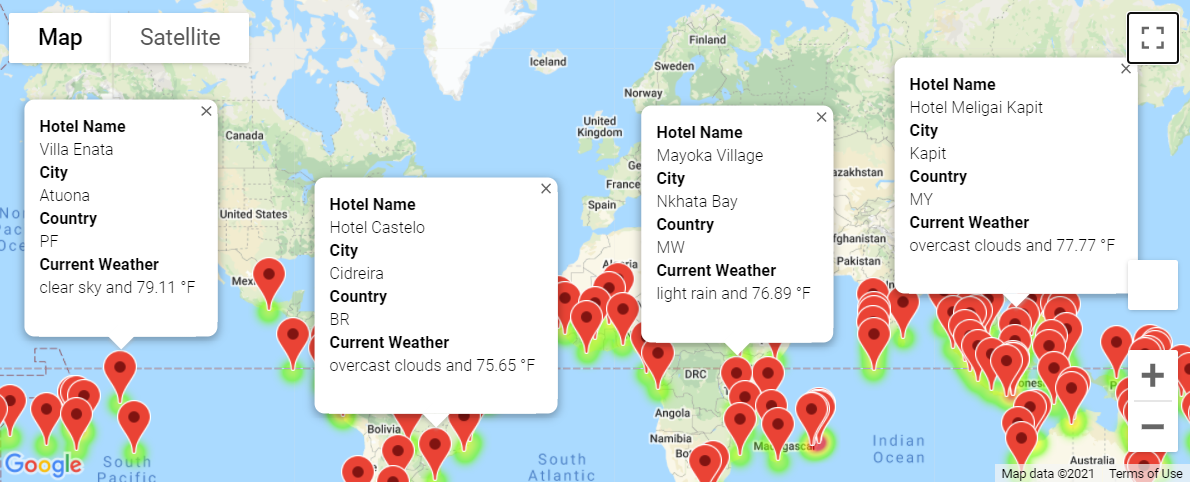 Map
Satellite
Finland
Iceland
Sweden
Norway
Canada
United
Kingdom
France
Spain
United States
Afghanistan
Pakistan
Hotel Name
Villa Enata
City
Atuona
Country
PF
Current Weather
clear sky and 79.11 °F
Hotel Name
Hotel Castelo
City
Cidreira
Country
BR
Current Weather
overcast clouds and 75.65 °F
Hotel Name
Mayoka Village
City
Nkhata Bay
Country
MW
Current Weather
light rain and 76.89 °F
Hotel Name
Hotel Meligai Kapit
City
Kapit
Country
MY
Current Weather
overcast clouds and 77.77 °F
DRC
Angola
Namibia
Bolivia
Madagascar
Indian
Ocean
Australia
South
Pacific
South
Atlantic
Google
Map data ©2021
Terms of Use